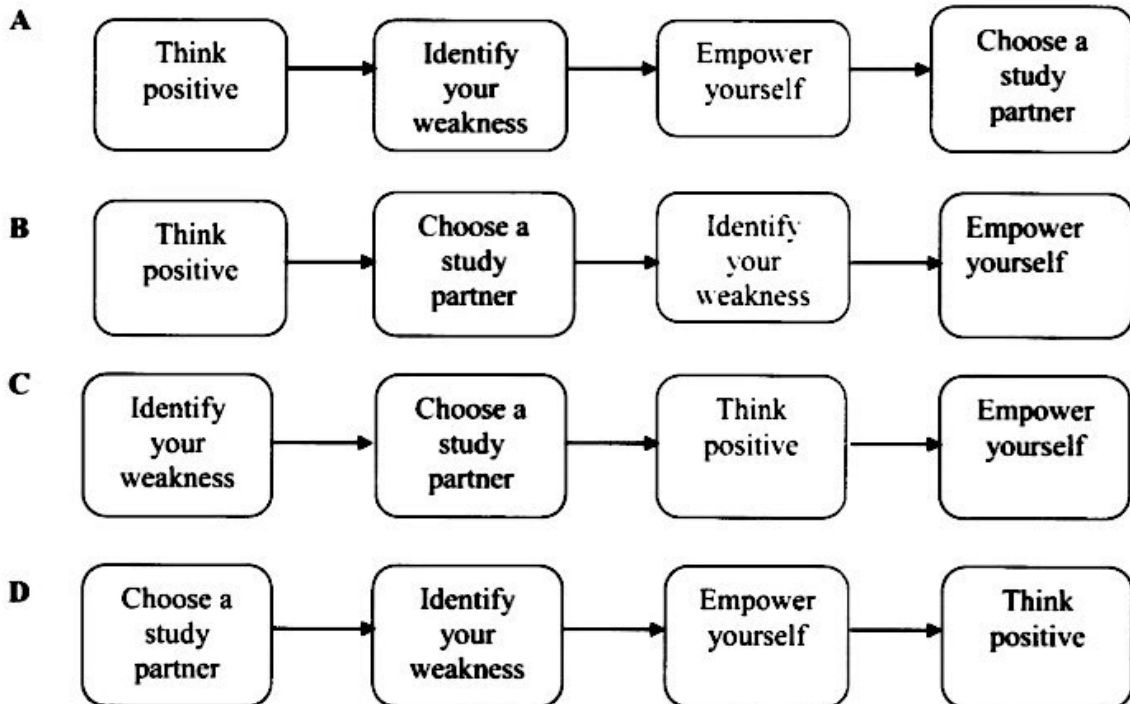 A
Think
positive
Identify
your
weakness
Empower
yourself
Choose a
study
partner
B
Think
positive
Choose a
study
partner
Identify
your
weakness
Empower
yourself
C
Identify
your
weakness
Choose a
study
partner
Think
positive
Empower
yourself
D
Choose a
study
partner
Identify
your
weakness
Empower
yourself
Think
positive